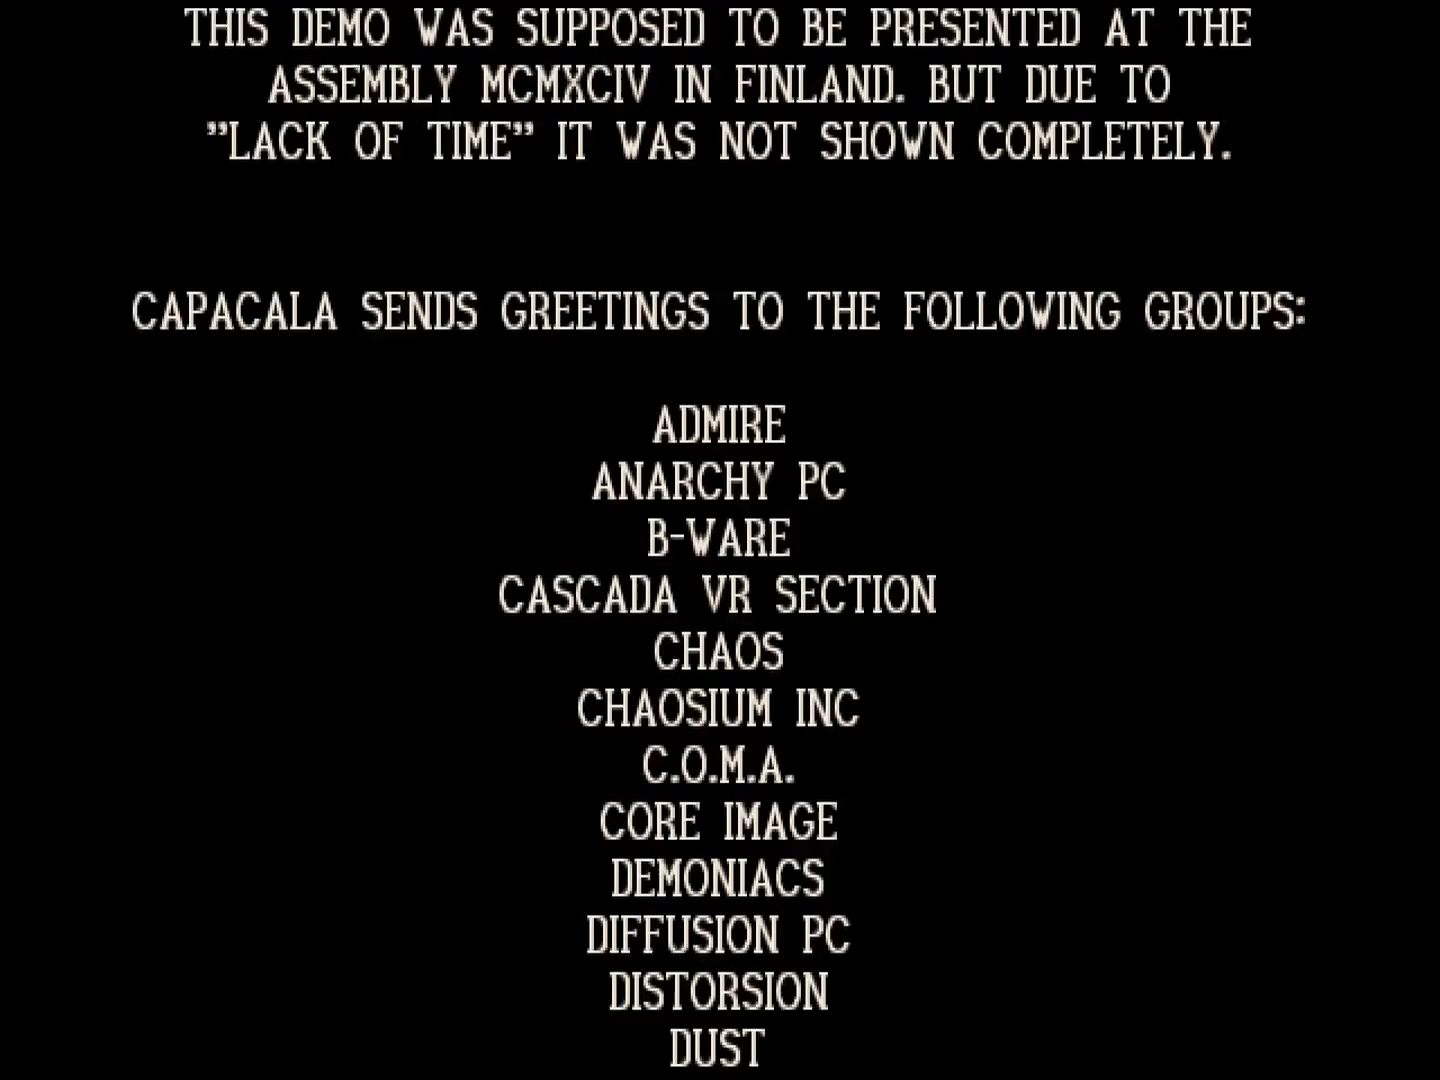 THIS DEMO WAS SUPPOSED TO BE PRESENTED AT THE
ASSEMBLY MCMXCIV IN FINLAND. BUT DUE TO
"LACK OF TIME" IT WAS NOT SHOWN COMPLETELY.
CAPACALA SENDS GREETINGS TO THE FOLLOWING GROUPS:
ADMIRE
ANARCHY PC
B-WARE
CASCADA VR SECTION
CHAOS
CHAOSIUM INC
C.O.M.A.
CORE IMAGE
DEMONIACS
DIFFUSION PC
DISTORSION
DUST